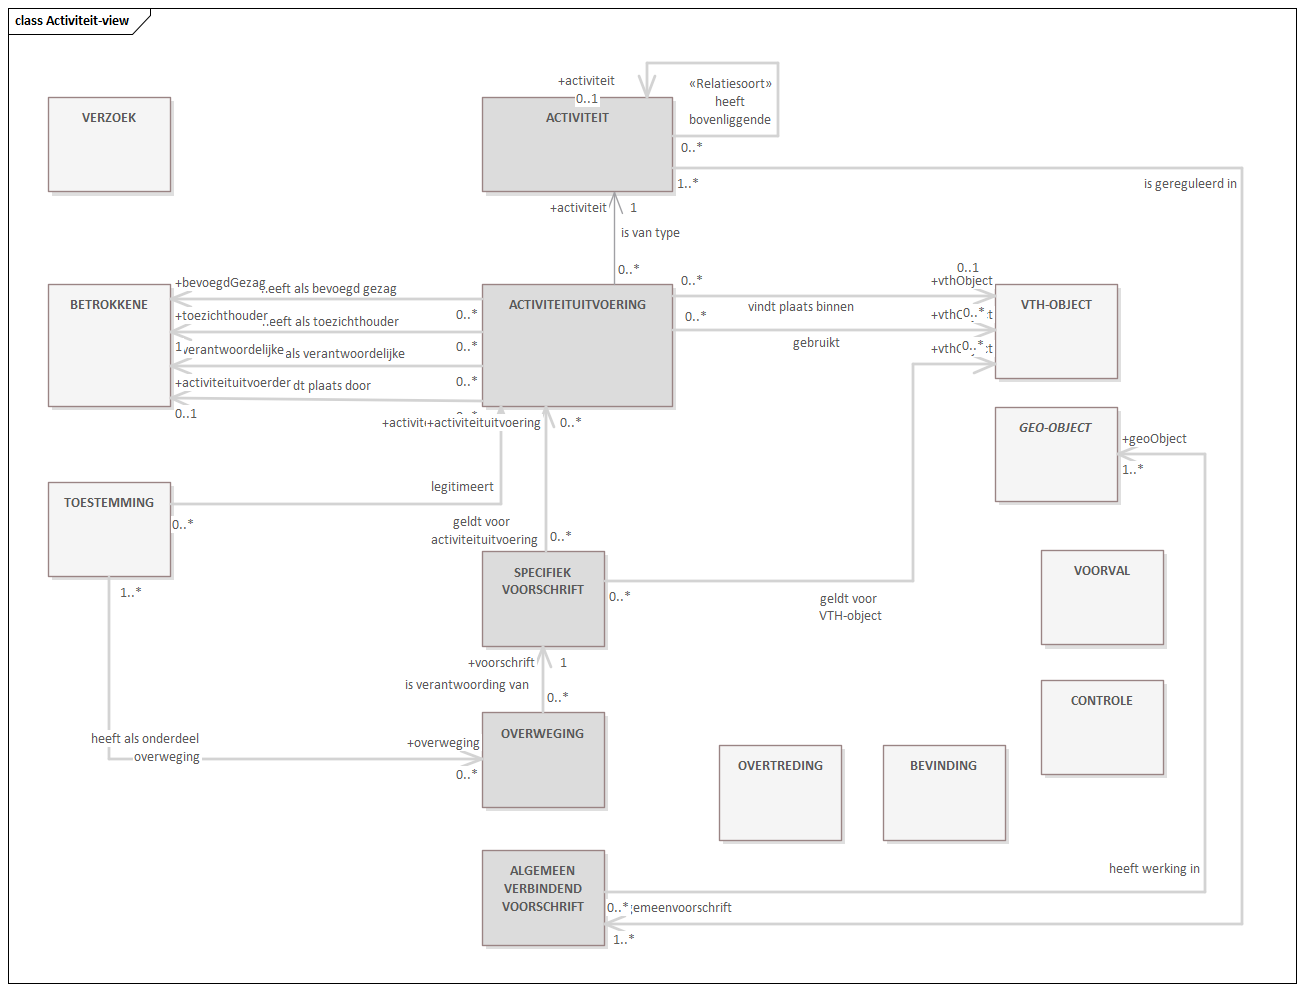 class Activiteit-view
+activiteit
0..1
«Relatiesoort»
heeft
bovenliggende
VERZOEK
ACTIVITEIT
0..*
1..*
is gereguleerd in
+activiteit
1
is van type
0..*
0..*
0..1
+bevoegdGezag
eeft als bevoegd gezag
+vthObject
BETROKKENE
ACTIVITEITUITVOERING
VTH-OBJECT
vindt plaats binnen
+toezichthouder
eeft als toezichthouder
0..*
0..*
0..*
gebruikt
1
verantwoordelijke
als verantwoordelijke
0..*
0..*
+activiteituitvoerder
dt plaats door
0..*
0..1
+activiteituitvoering
0..*
GEO-OBJECT
+geoObject
1..*
legitimeert
TOESTEMMING
0..*
geldt voor
activiteituitvoering
0..*
SPECIFIEK
VOORSCHRIFT
VOORVAL
1..*
0..*
geldt voor
VTH-object
+voorschrift
1
is verantwoording van
0..*
CONTROLE
OVERWEGING
heeft als onderdeel
overweging
+overweging
0..*
OVERTREDING
BEVINDING
ALGEMEEN
VERBINDEND
VOORSCHRIFT
heeft werking in
0..*
gemeenvoorschrift
1..*